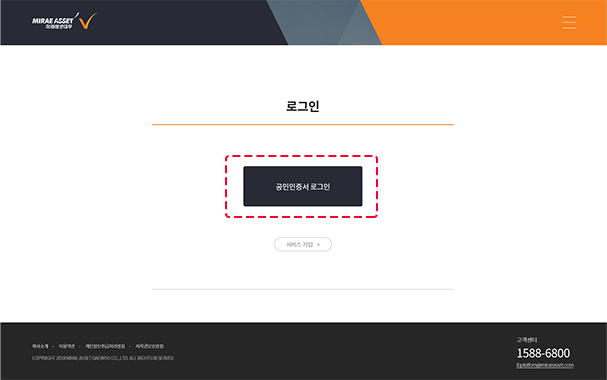 MIRAE ASSET
미래에셋대우
로그인
공인인증서 로그인
서비스 가입 >
회사소개 • 이용약관 • 개인정보취급처리방침 • 저작권보호방침
고객센터
COPYRIGHT 2018 MIRAE ASSET DAEWOO CO., LTD. ALL RIGHTS RESERVED
1588-6800
@miraeasset.com